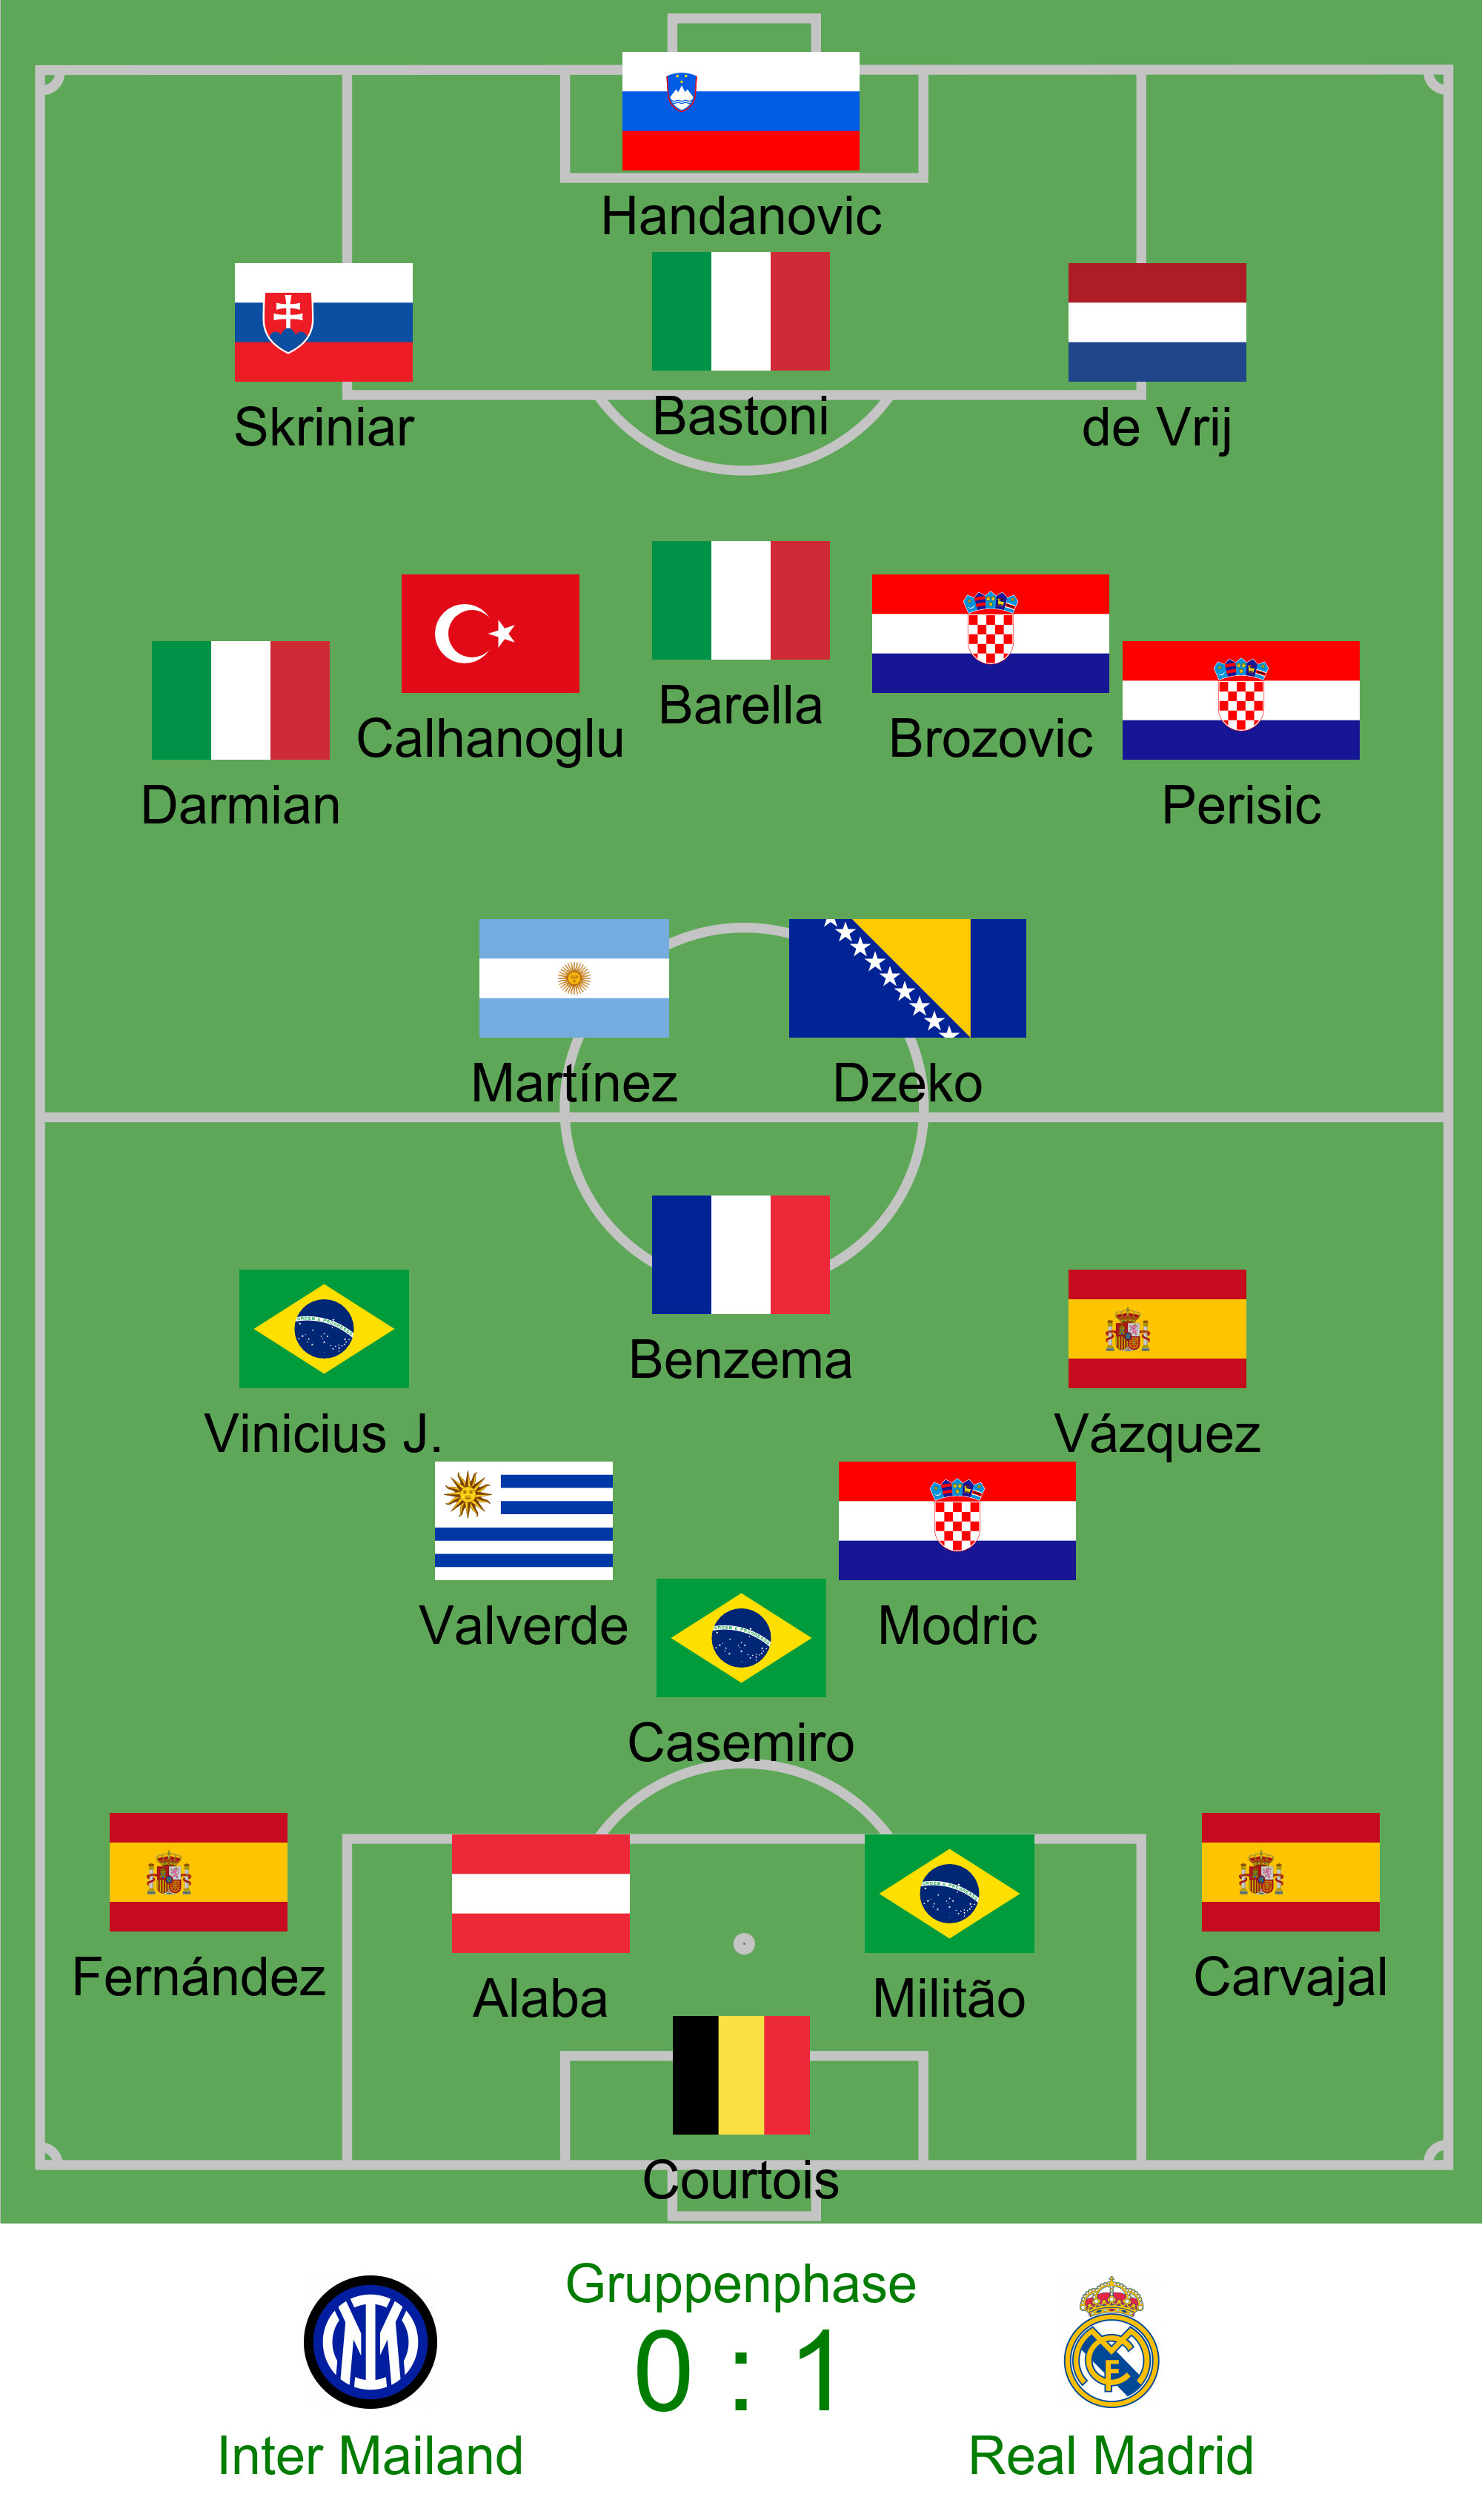 Handanovic
Skriniar
Bastoni
de Vrij
Darmian
Calhanoglu
Barella
Brozovic
Perisic
Martínez
Dzeko
Benzema
Vinicius J.
Vázquez
Valverde
Modric
Casemiro
Fernández
Alaba
Militão
Carvajal
Courtois
Gruppenphase
0 : 1
Inter Mailand
Real Madrid